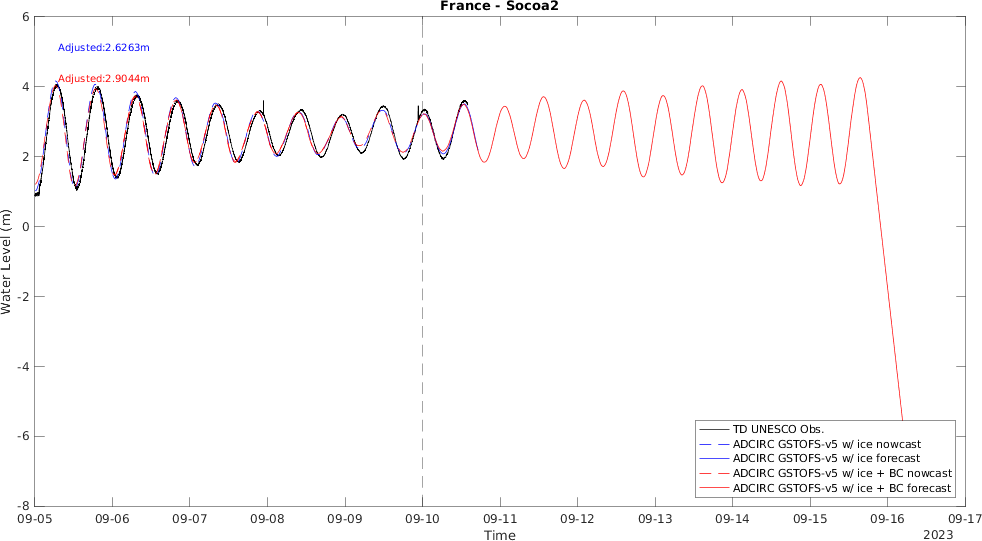 France - Socoa2
Adjusted:2.6263m
Adjusted:2.9044m
Water Level (m)
6
4
2
0
-2
-4
-6
-8
TD UNESCO Obs.
ADCIRC GSTOFS-v5 w/ ice nowcast
ADCIRC GSTOFS-v5 w/ ice forecast
ADCIRC GSTOFS-v5 w/ ice + BC nowcast
ADCIRC GSTOFS-v5 w/ ice + BC forecast
09-05 09-06 09-07 09-08 09-09 09-10 09-11 09-12 09-13 09-14 09-15 09-16 09-17
Time
2023